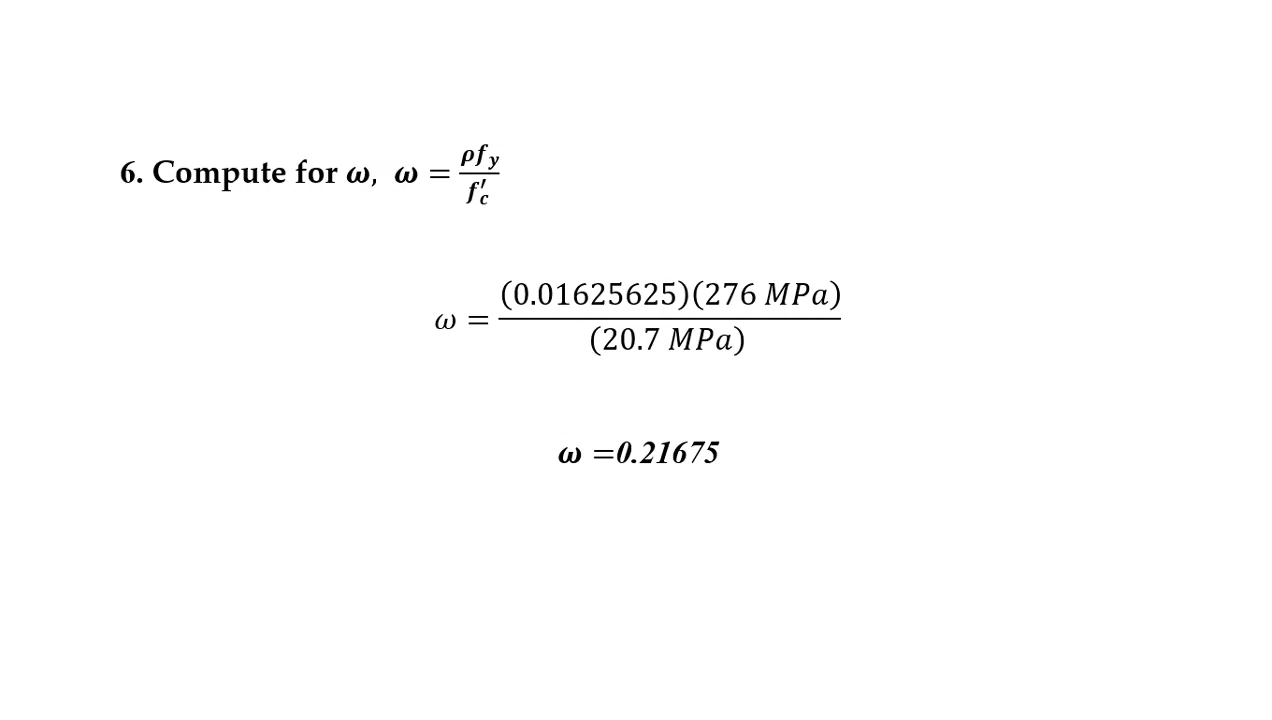 6. Compute for ω, ω = ρf_y / f'_c
ω = (0.01625625)(276 MPa) / (20.7 MPa)
ω =0.21675